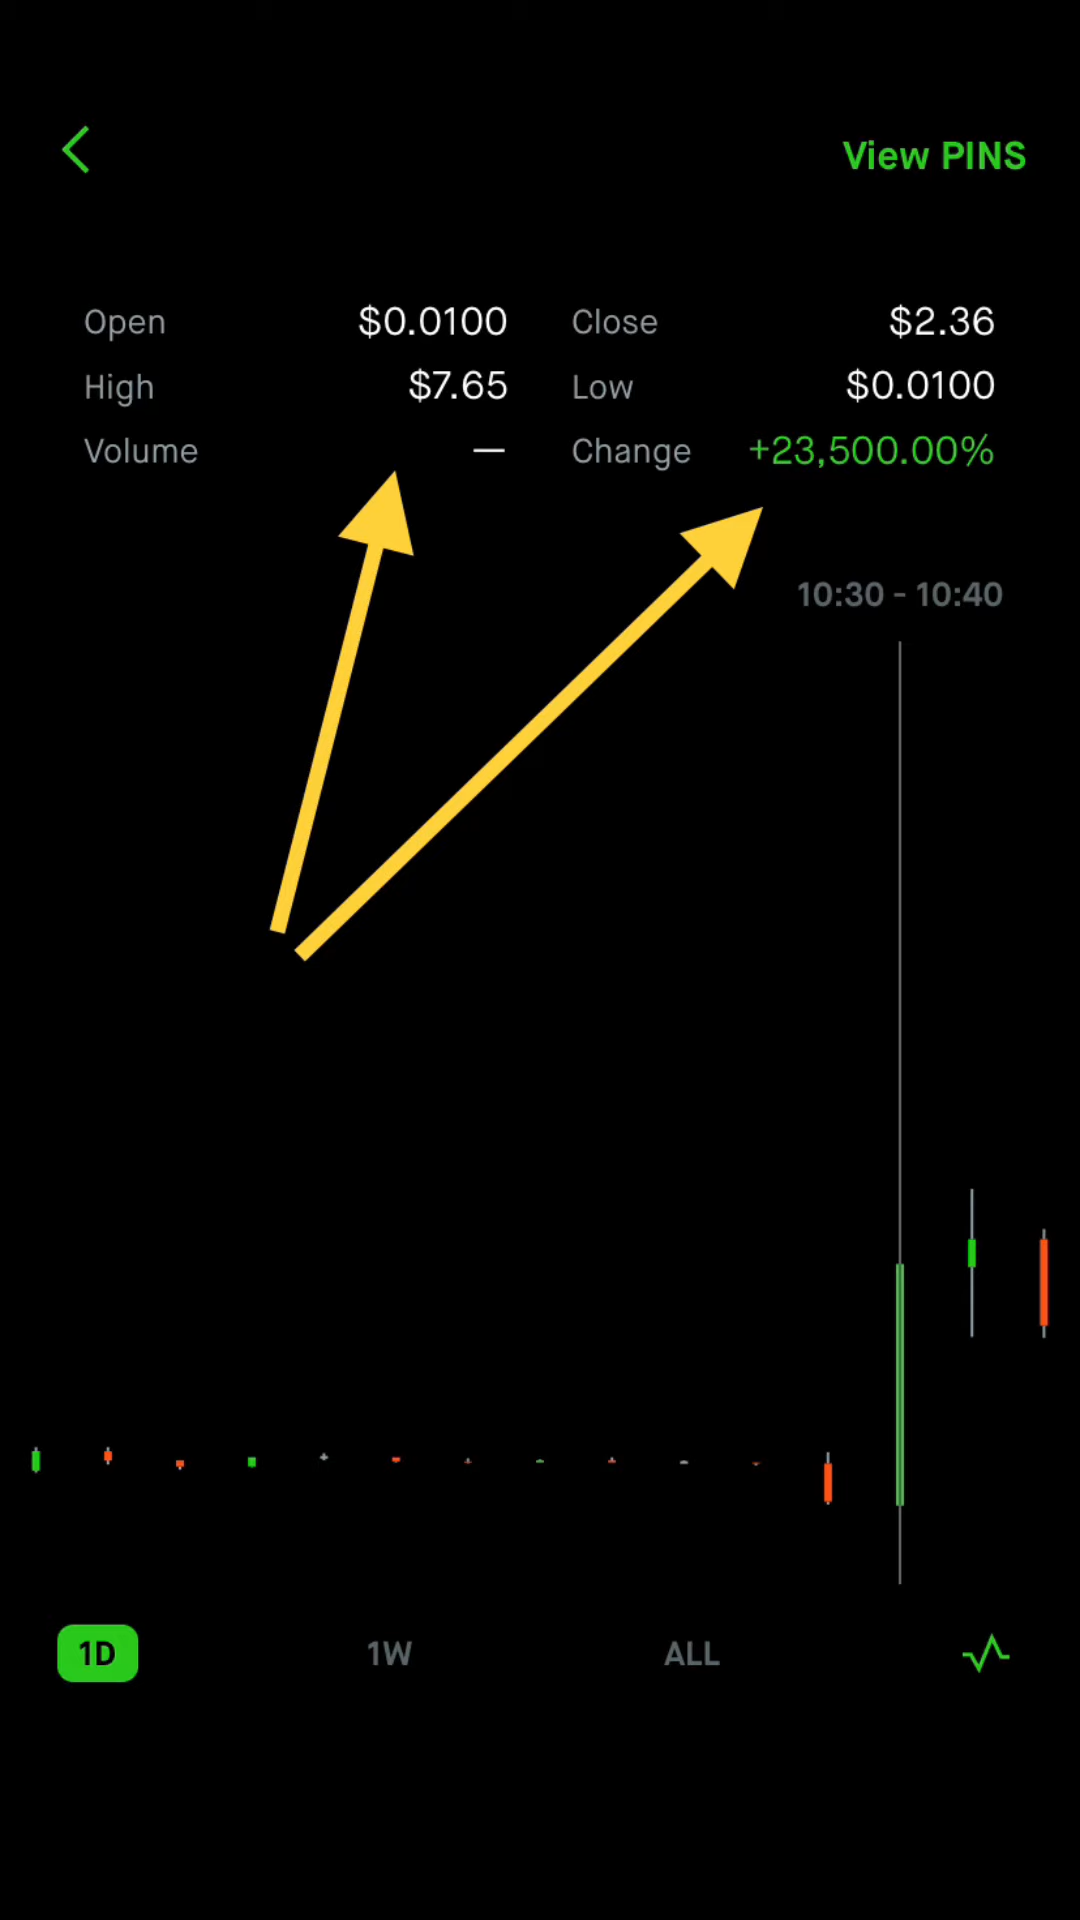 View PINS
Open $0.0100 Close $2.36
High $7.65 Low $0.0100
Volume — Change +23,500.00%
10:30 - 10:40
1D 1W ALL